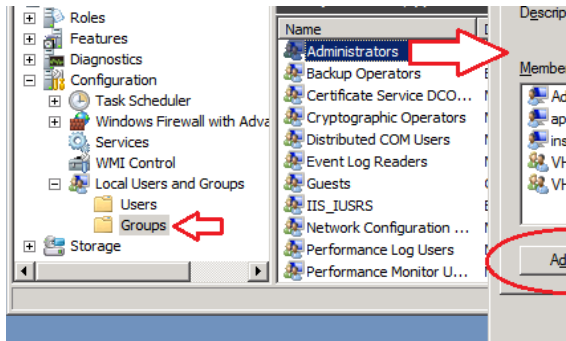 Roles
Features
Diagnostics
Configuration
Task Scheduler
Windows Firewall with Adva
Services
WMI Control
Local Users and Groups
Users
Groups
Storage
Name
Administrators
Backup Operators
Certificate Service DCO...
Cryptographic Operators
Distributed COM Users
Event Log Readers
Guests
IIS_IUSRS
Network Configuration ...
Performance Log Users
Performance Monitor U...
Descrip
Membe
Ad
ap
ins
VH
VH
Ad